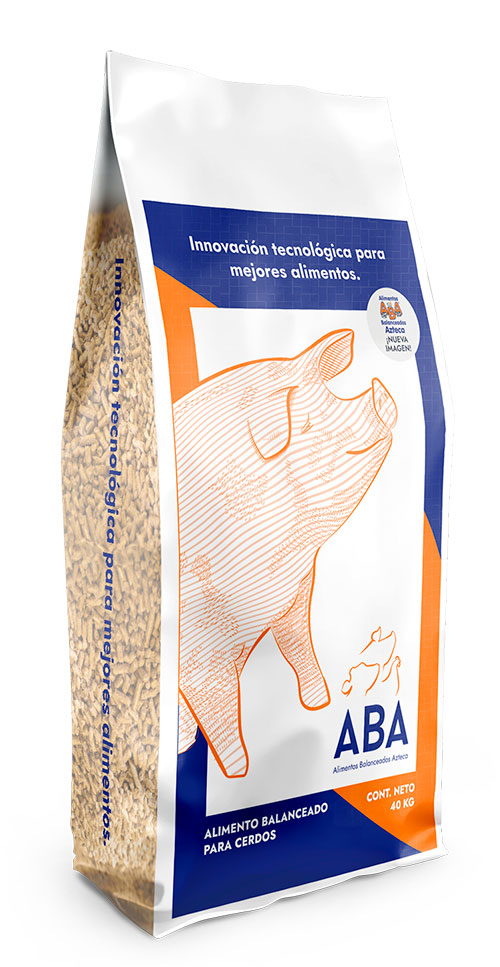 Innovación tecnológica para
mejores alimentos.
Alimentos
Balanceados
Azteca
¡NUEVA
IMAGEN!
Innovación tecnológica para mejores alimentos.
ABA
Alimentos Balanceados Azteca
ALIMENTO BALANCEADO
PARA CERDOS
CONT. NETO
40 KG